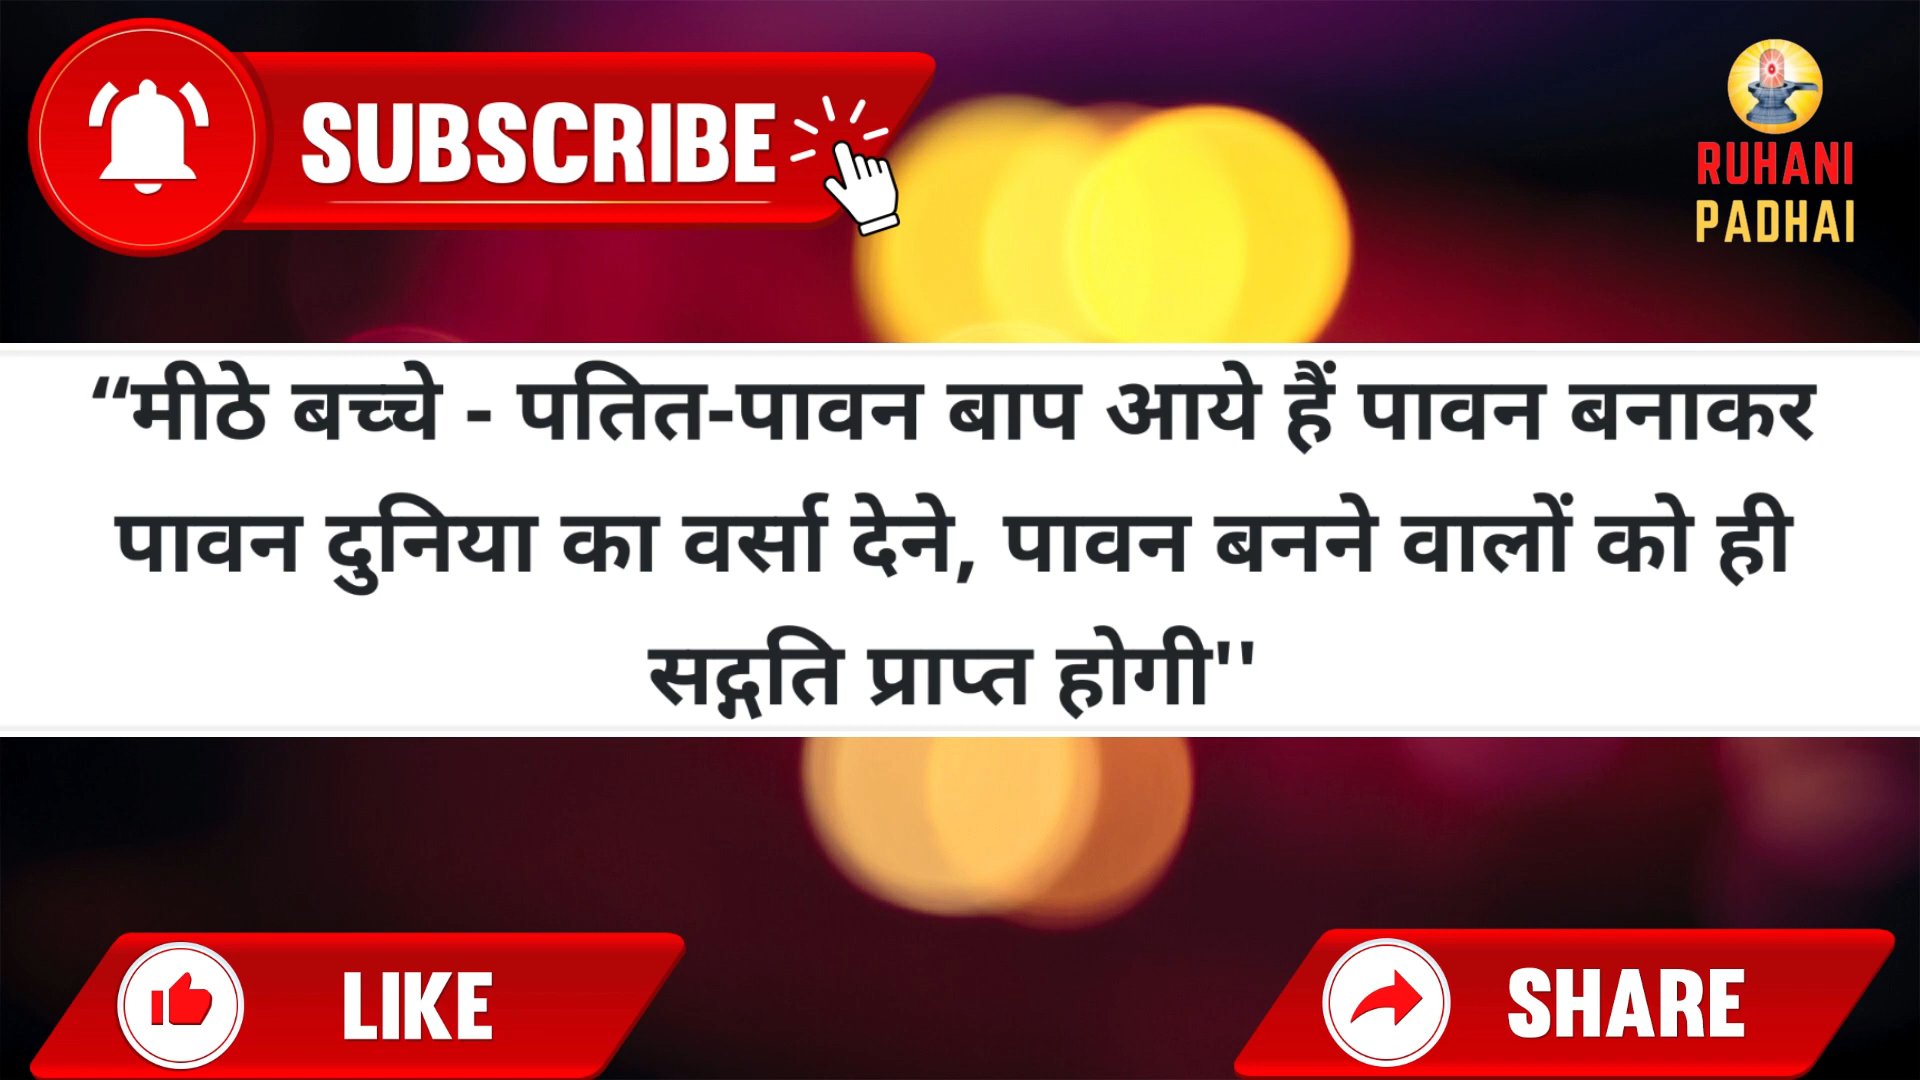 SUBSCRIBE
RUHANI
PADHAI
“मीठे बच्चे - पतित-पावन बाप आये हैं पावन बनाकर
पावन दुनिया का वर्सा देने, पावन बनने वालों को ही
सद्गति प्राप्त होगी''
LIKE
SHARE